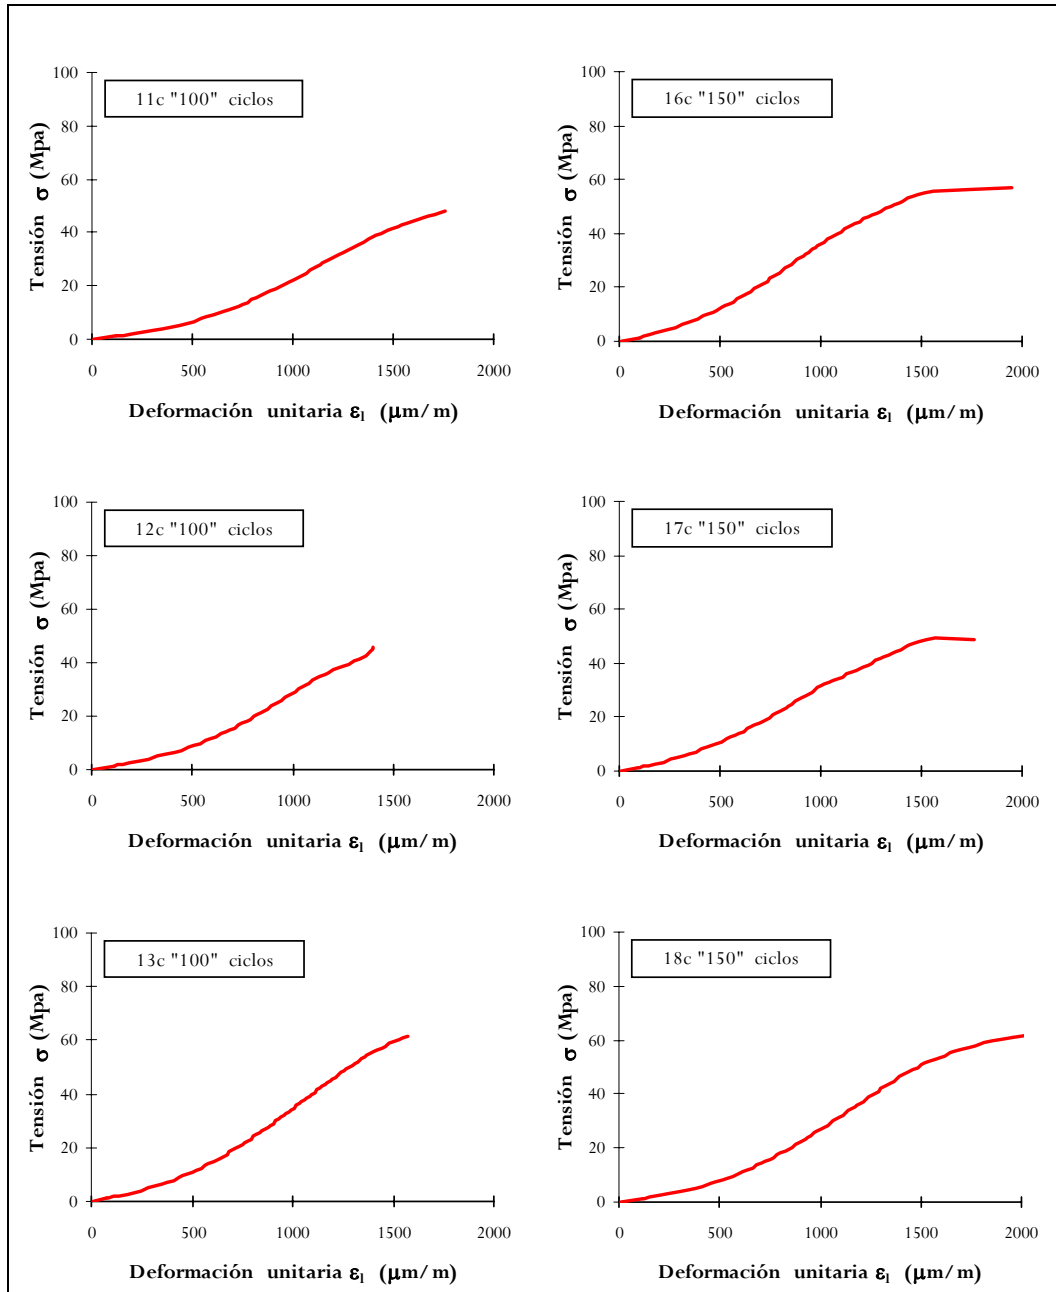 11c "100" ciclos
Tensión σ (Mpa)
100
80
60
40
20
0
0 500 1000 1500 2000
Deformación unitaria εl (μm/m)
16c "150" ciclos
Tensión σ (Mpa)
100
80
60
40
20
0
0 500 1000 1500 2000
Deformación unitaria εl (μm/m)
12c "100" ciclos
Tensión σ (Mpa)
100
80
60
40
20
0
0 500 1000 1500 2000
Deformación unitaria εl (μm/m)
17c "150" ciclos
Tensión σ (Mpa)
100
80
60
40
20
0
0 500 1000 1500 2000
Deformación unitaria εl (μm/m)
13c "100" ciclos
Tensión σ (Mpa)
100
80
60
40
20
0
0 500 1000 1500 2000
Deformación unitaria εl (μm/m)
18c "150" ciclos
Tensión σ (Mpa)
100
80
60
40
20
0
0 500 1000 1500 2000
Deformación unitaria εl (μm/m)